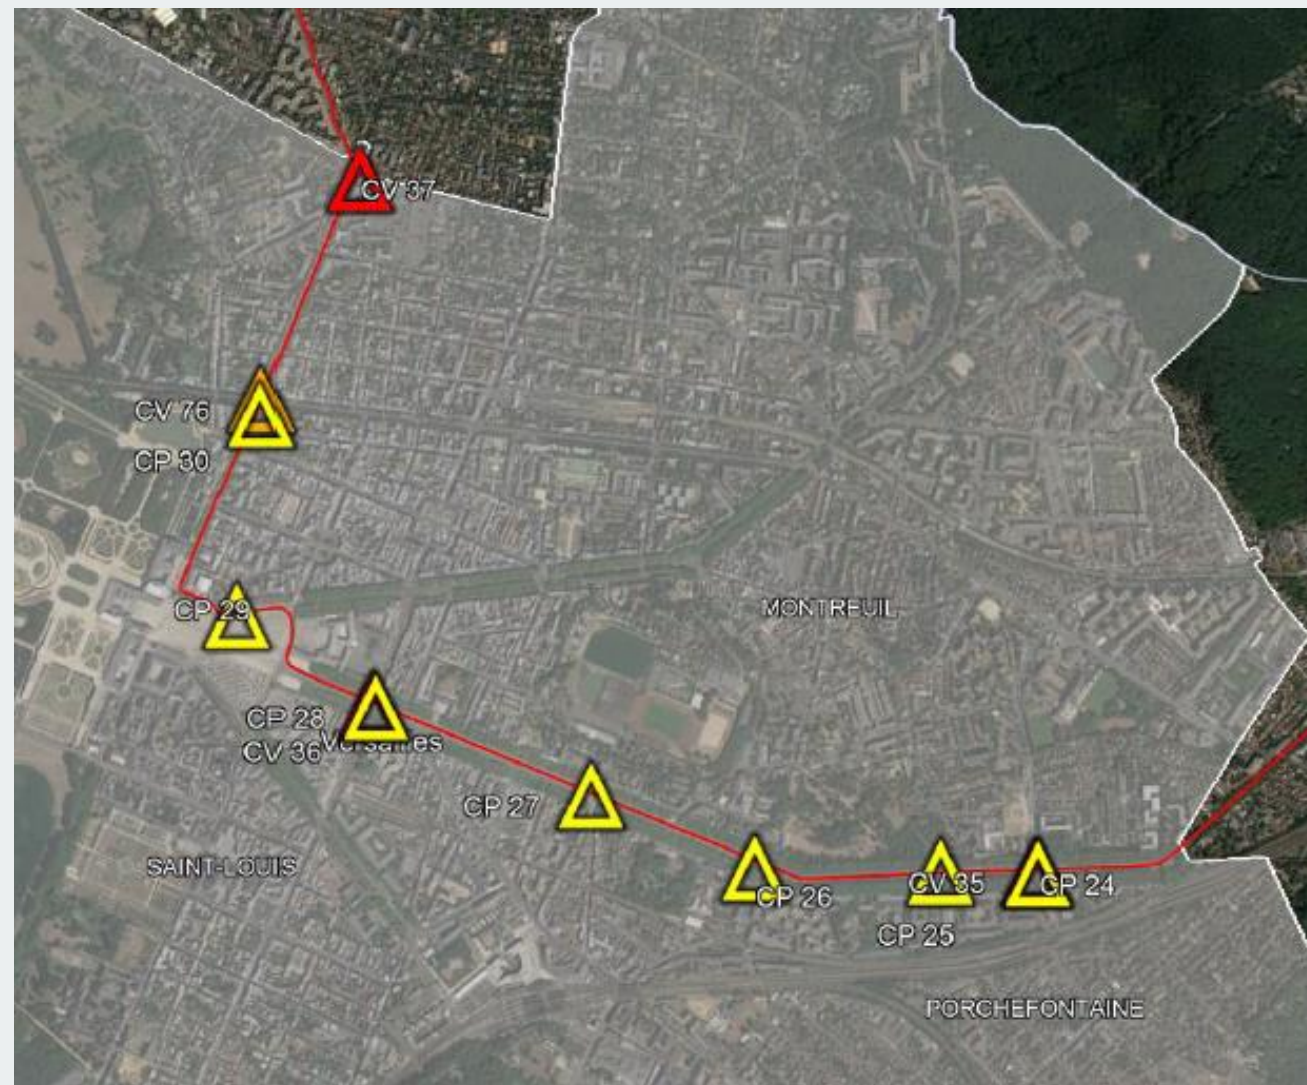 CV 37
CV 76
CP 30
CP 29
MONTREUIL
CP 28
CV 36
Versailles
CP 27
SAINT-LOUIS
CV 35
CP 24
CP 26
CP 25
PORCHEFONTAINE